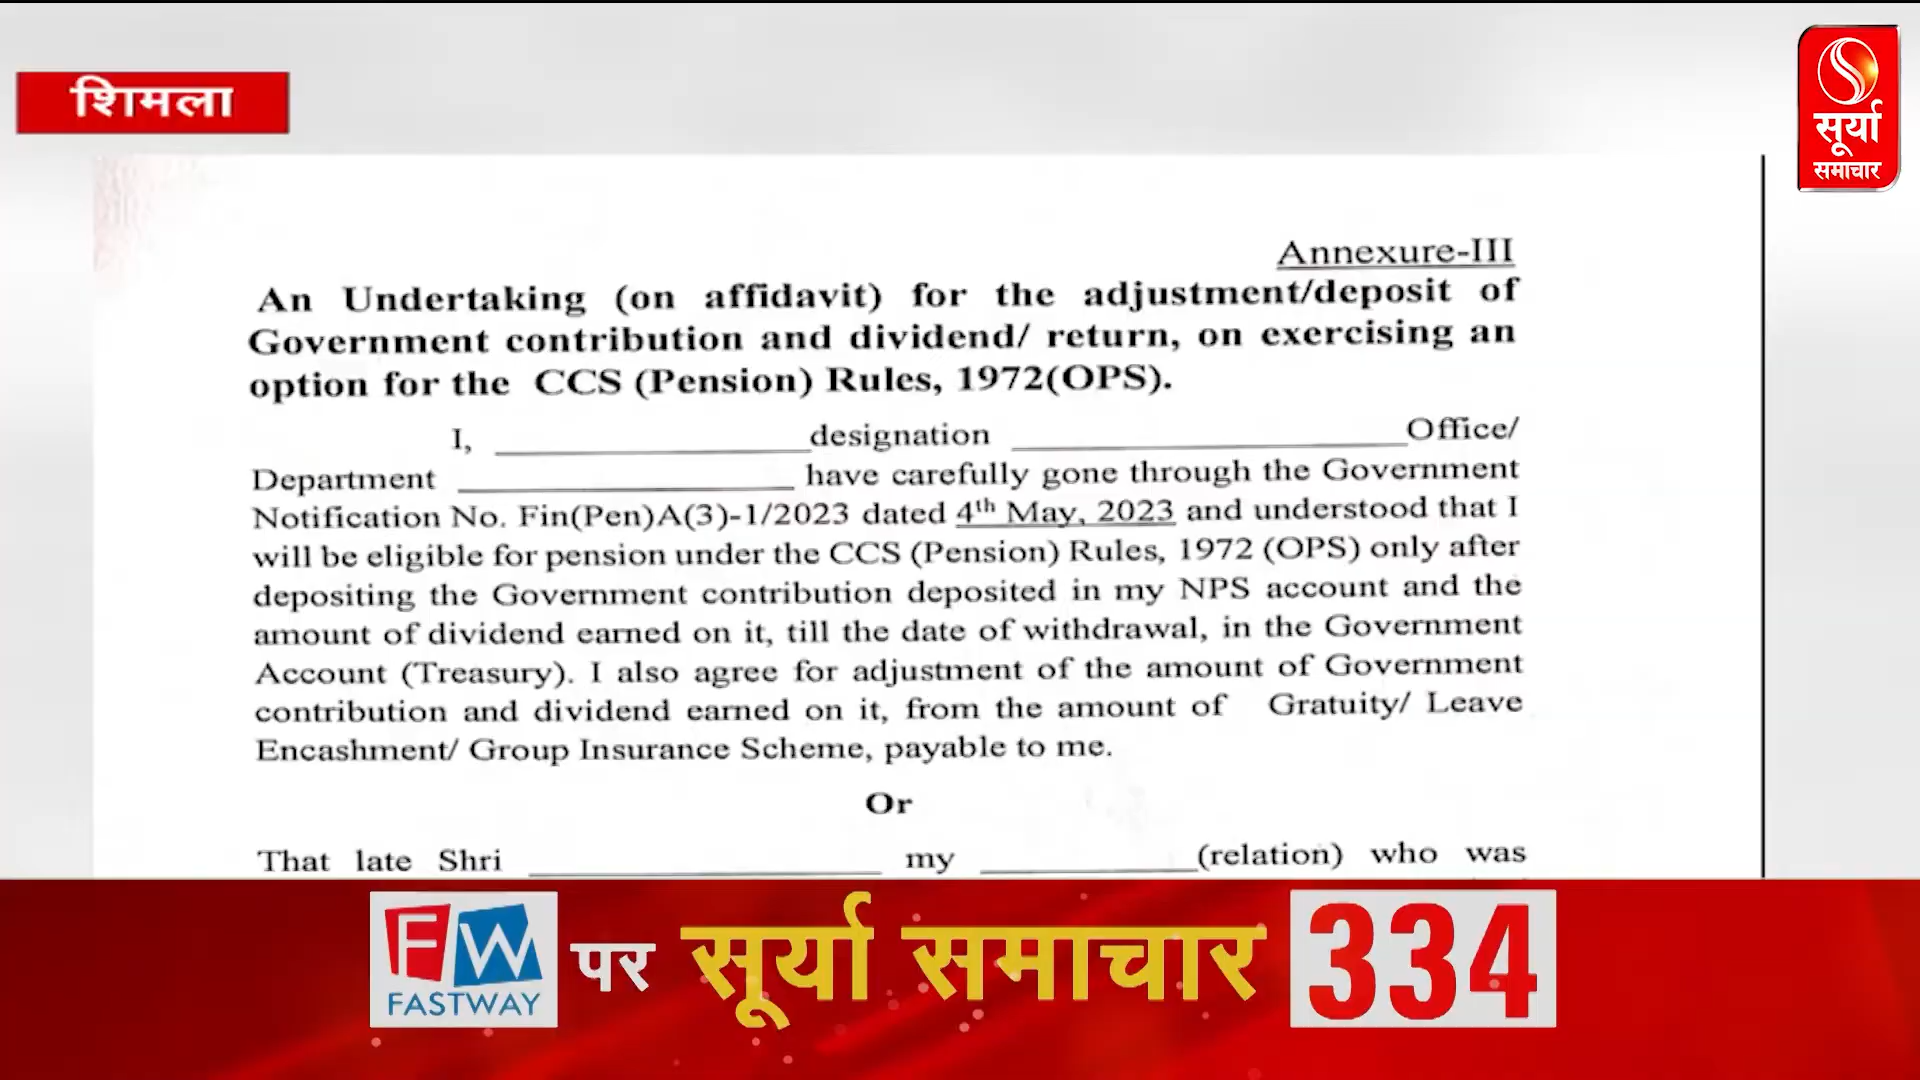 शिमला
सूर्या
समाचार
Annexure-III
An Undertaking (on affidavit) for the adjustment/deposit of
Government contribution and dividend/ return, on exercising an
option for the CCS (Pension) Rules, 1972(OPS).
I, ____________________designation _________________________Office/
Department _____________________ have carefully gone through the Government
Notification No. Fin(Pen)A(3)-1/2023 dated 4th May, 2023 and understood that I
will be eligible for pension under the CCS (Pension) Rules, 1972 (OPS) only after
depositing the Government contribution deposited in my NPS account and the
amount of dividend earned on it, till the date of withdrawal, in the Government
Account (Treasury). I also agree for adjustment of the amount of Government
contribution and dividend earned on it, from the amount of Gratuity/ Leave
Encashment/ Group Insurance Scheme, payable to me.
Or
That late Shri ______________________ my ______________(relation) who was
FW
FASTWAY
पर सूर्या समाचार 334